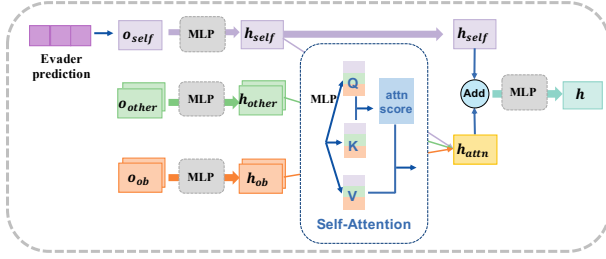 Evader
prediction
o_self
MLP
h_self
h_self
o_other
MLP
h_other
MLP
Q
attn
score
K
V
Self-Attention
Add
MLP
h
h_attn
o_ob
MLP
h_ob